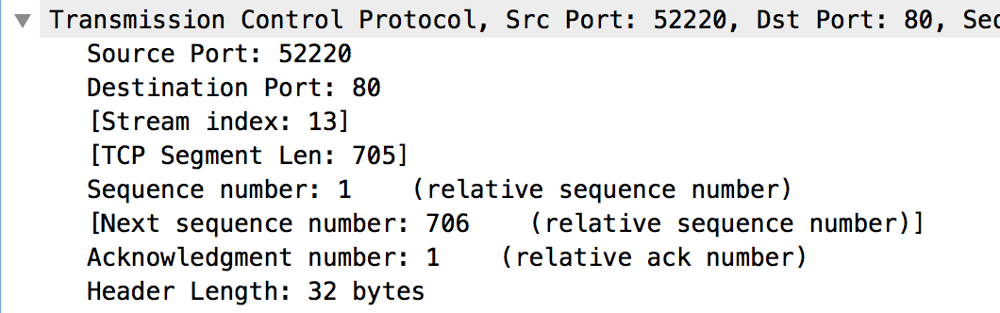 Transmission Control Protocol, Src Port: 52220, Dst Port: 80, Seq
Source Port: 52220
Destination Port: 80
[Stream index: 13]
[TCP Segment Len: 705]
Sequence number: 1    (relative sequence number)
[Next sequence number: 706    (relative sequence number)]
Acknowledgment number: 1    (relative ack number)
Header Length: 32 bytes